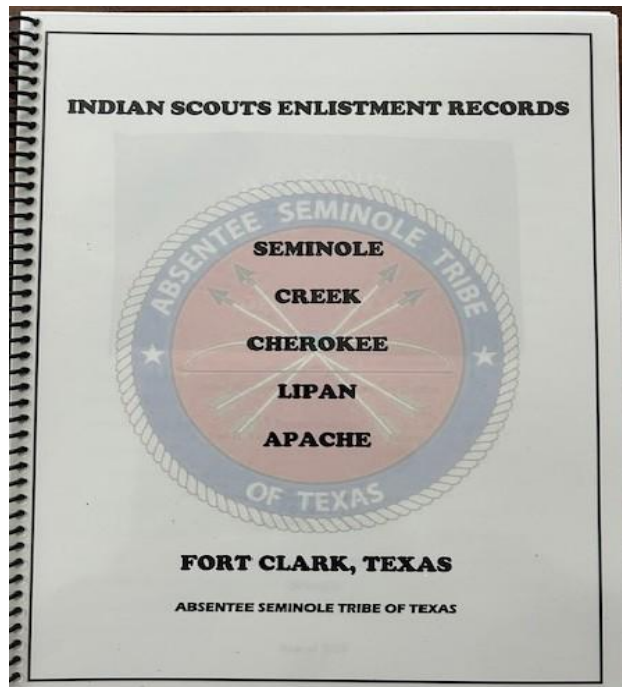 INDIAN SCOUTS ENLISTMENT RECORDS
ABSENTEE SEMINOLE TRIBE
SEMINOLE
CREEK
CHEROKEE
LIPAN
APACHE
OF TEXAS
FORT CLARK, TEXAS
ABSENTEE SEMINOLE TRIBE OF TEXAS